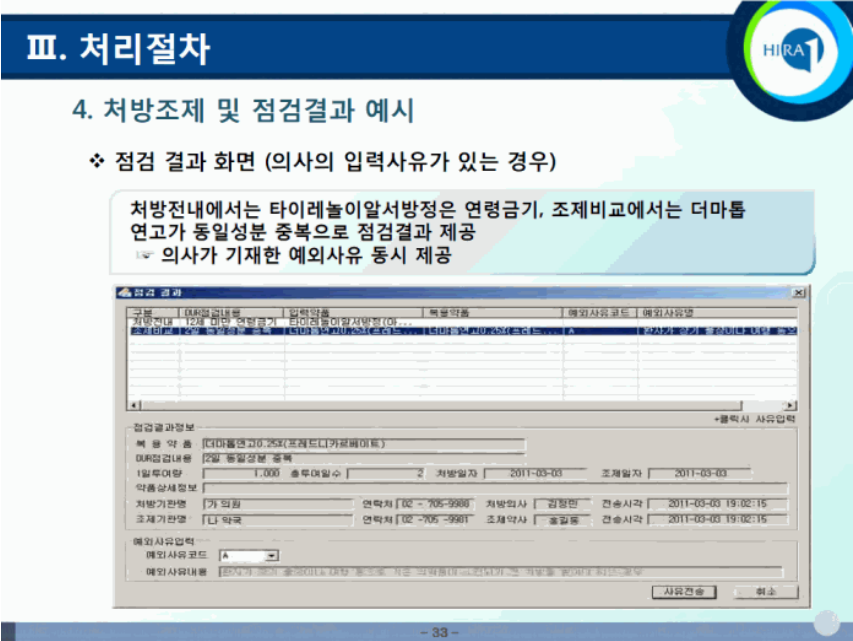 Ⅲ. 처리절차
HIRA
4. 처방조제 및 점검결과 예시
❖ 점검 결과 화면 (의사의 입력사유가 있는 경우)
처방전내에서는 타이레놀이알서방정은 연령금기, 조제비교에서는 더마톱
연고가 동일성분 중복으로 점검결과 제공
☞ 의사가 기재한 예외사유 동시 제공
점검 결과
구분 DUR점검내용 입력약품 복용약품 예외사유코드 예외사유명
처방전내 12세 미만 연령금기 타이레놀이알서방정(아...
조제비교 2일 동일성분 중복 더마톱연고0.25%(프레드... 더마톱연고0.25%(프레드... A 환자가 장기 출장이나 여행
*클릭시 사유입력
점검결과정보
복 용 약 품 더마톱연고0.25%(프레드니카르베이트)
DUR점검내용 2일 동일성분 중복
1일투여량 1.000 총투여일수 2 처방일자 2011-03-03 조제일자 2011-03-03
약품상세정보
처방기관명 가 의원 연락처 02 - 705-9980 처방의사 김정민 전송시각 2011-03-03 19:02:15
조제기관명 나 약국 연락처 02 -705 -9981 조제약사 홍길동 전송시각 2011-03-03 19:02:15
예외사유입력
예외사유코드 A
예외사유내용 환자가 장기 출장이나 여행
사유전송 취소
- 33 -